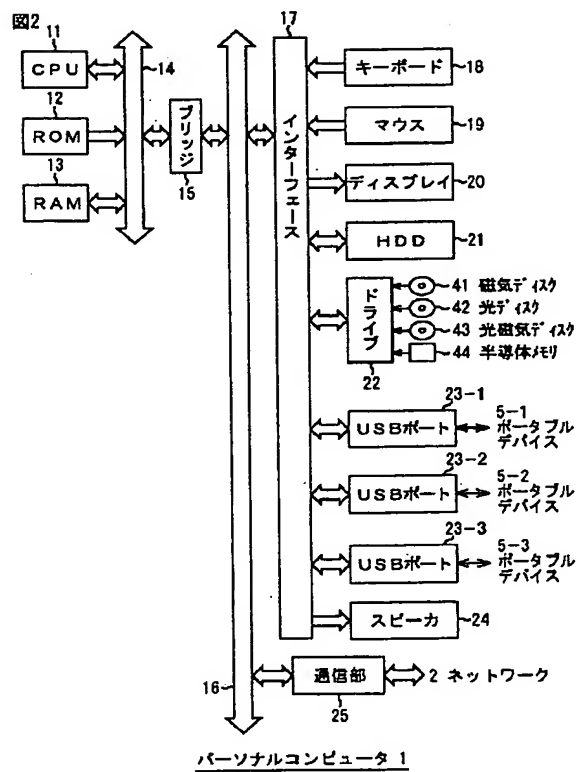 図2
11
CPU
12
ROM
13
RAM
14
ブリッジ
15
16
17
インターフェース
キーボード
18
マウス
19
ディスプレイ
20
HDD
21
ドライブ
22
41 磁気ディスク
42 光ディスク
43 光磁気ディスク
44 半導体メモリ
23-1
USBポート
5-1
ポータブル
デバイス
23-2
USBポート
5-2
ポータブル
デバイス
23-3
USBポート
5-3
ポータブル
デバイス
スピーカ
24
通信部
25
2 ネットワーク
パーソナルコンピュータ 1